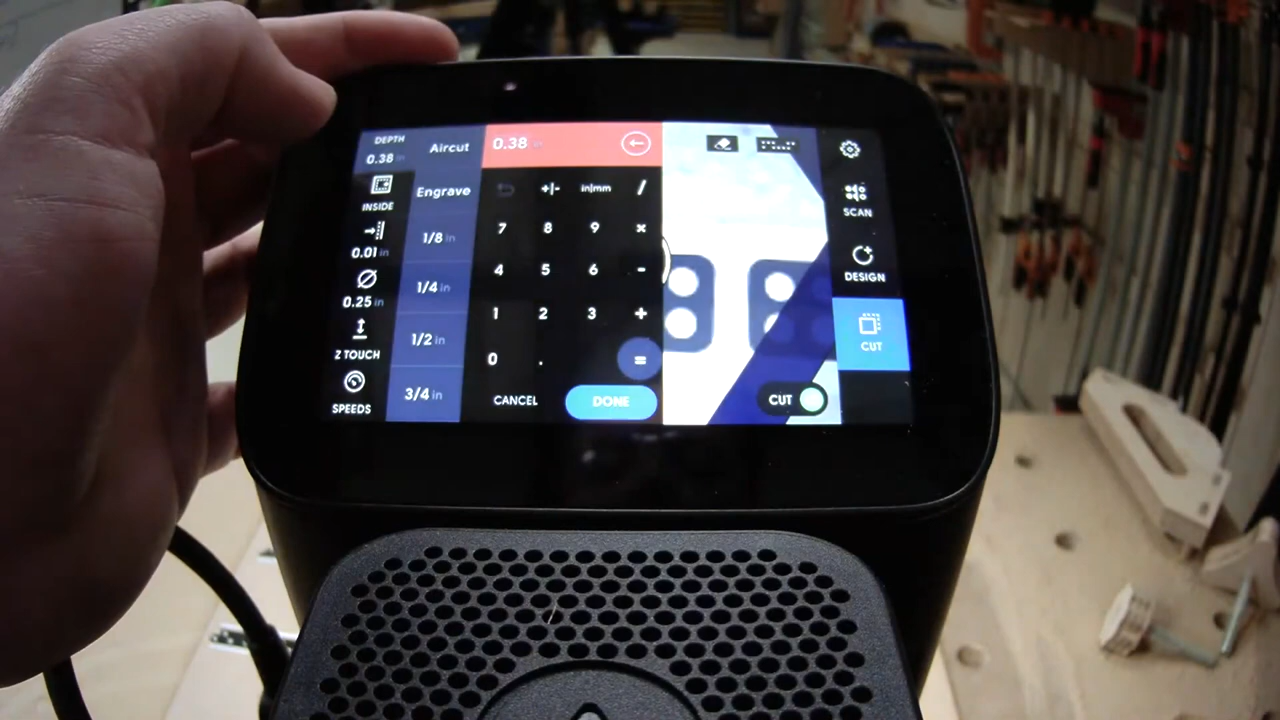 DEPTH
0.38 in
INSIDE
0.01 in
0.25 in
Z TOUCH
SPEEDS
Aircut
Engrave
1/8 in
1/4 in
1/2 in
3/4 in
0.38 in
+|- in|mm /
7 8 9 ×
4 5 6 -
1 2 3 +
0 . =
CANCEL DONE
CUT
SCAN
DESIGN
CUT